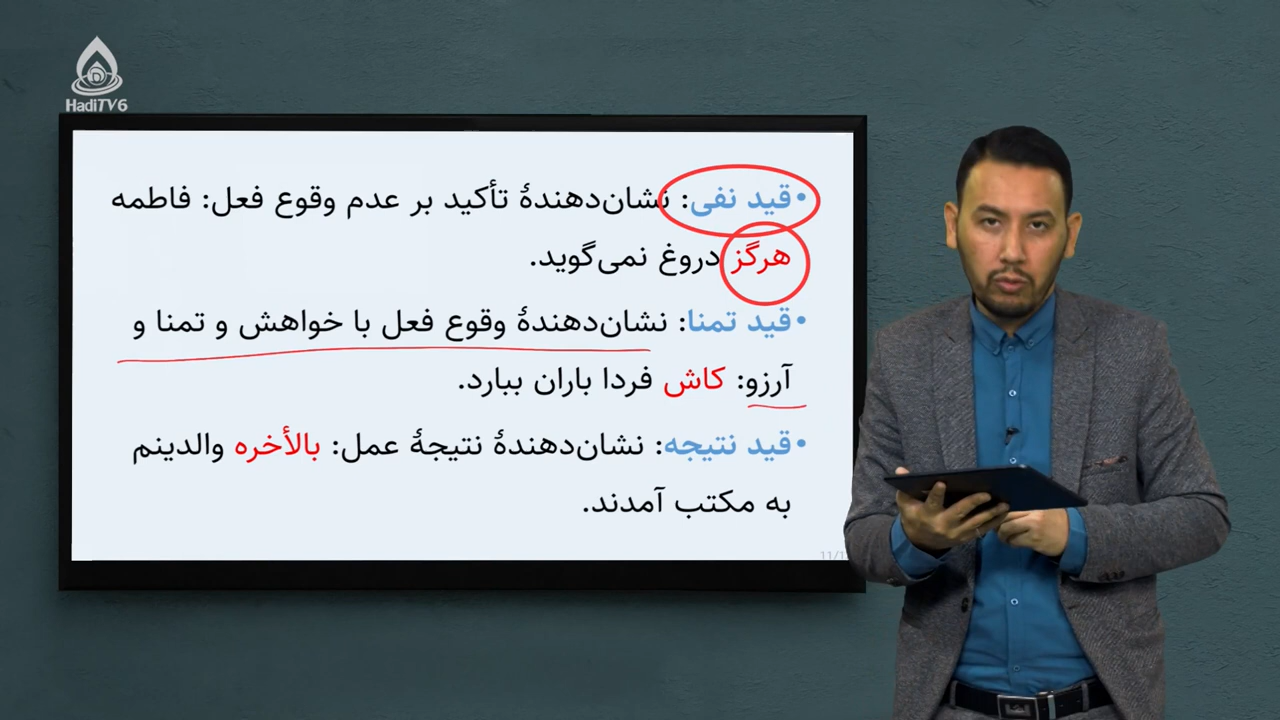 HadiTV6
•قید نفی: نشان‌دهندهٔ تأکید بر عدم وقوع فعل: فاطمه
هرگز دروغ نمی‌گوید.
•قید تمنا: نشان‌دهندهٔ وقوع فعل با خواهش و تمنا و
آرزو: کاش فردا باران ببارد.
•قید نتیجه: نشان‌دهندهٔ نتیجهٔ عمل: بالأخره والدینم
به مکتب آمدند.